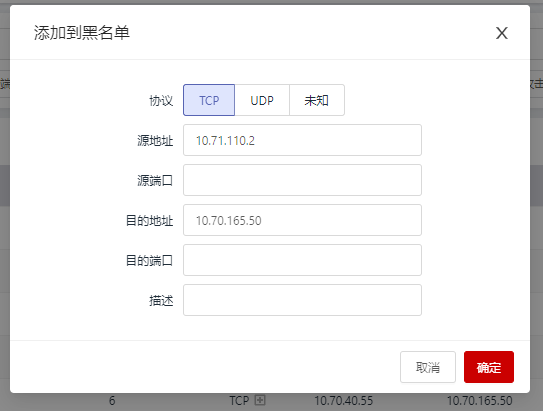 添加到黑名单
协议 TCP UDP 未知
源地址 10.71.110.2
源端口
目的地址 10.70.165.50
目的端口
描述
取消 确定
6 TCP 10.70.40.55 10.70.165.50